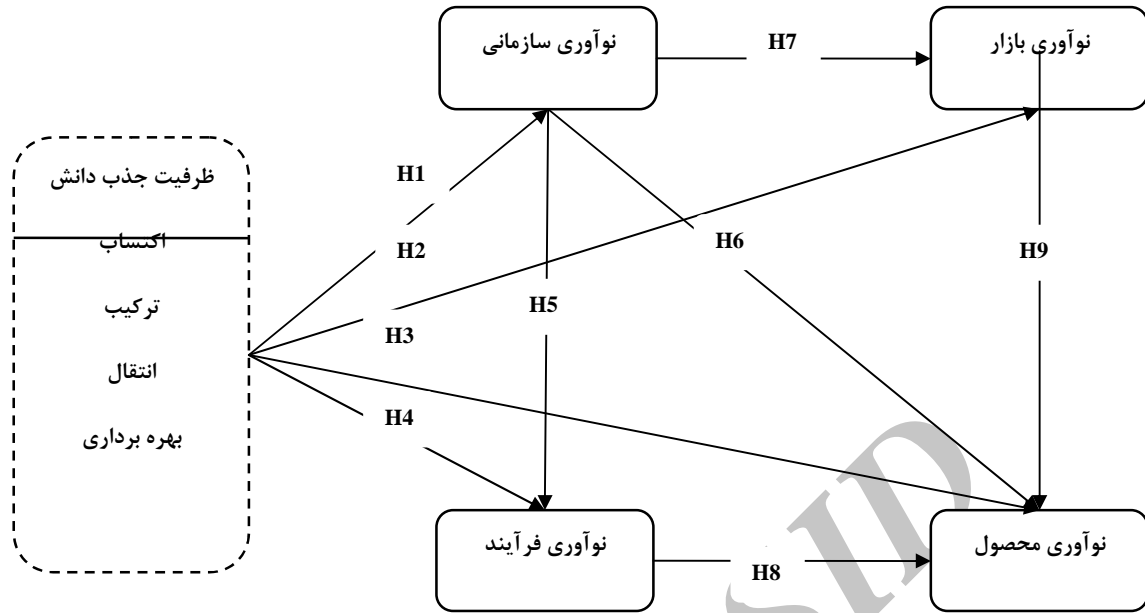 نوآوری سازمانی
H7
نوآوری بازار
ظرفیت جذب دانش
اکتساب
ترکیب
انتقال
بهره برداری
H1
H2
H3
H4
H5
H6
H9
نوآوری فرآیند
H8
نوآوری محصول
SID